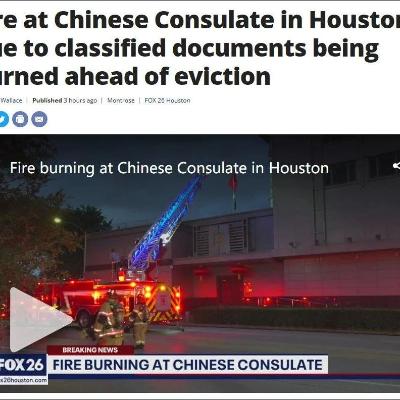 re at Chinese Consulate in Houston
ue to classified documents being
urned ahead of eviction
Wallace | Published 3 hours ago | Montrose | FOX 26 Houston
Fire burning at Chinese Consulate in Houston
BREAKING NEWS
FOX 26 FIRE BURNING AT CHINESE CONSULATE
fox26houston.com